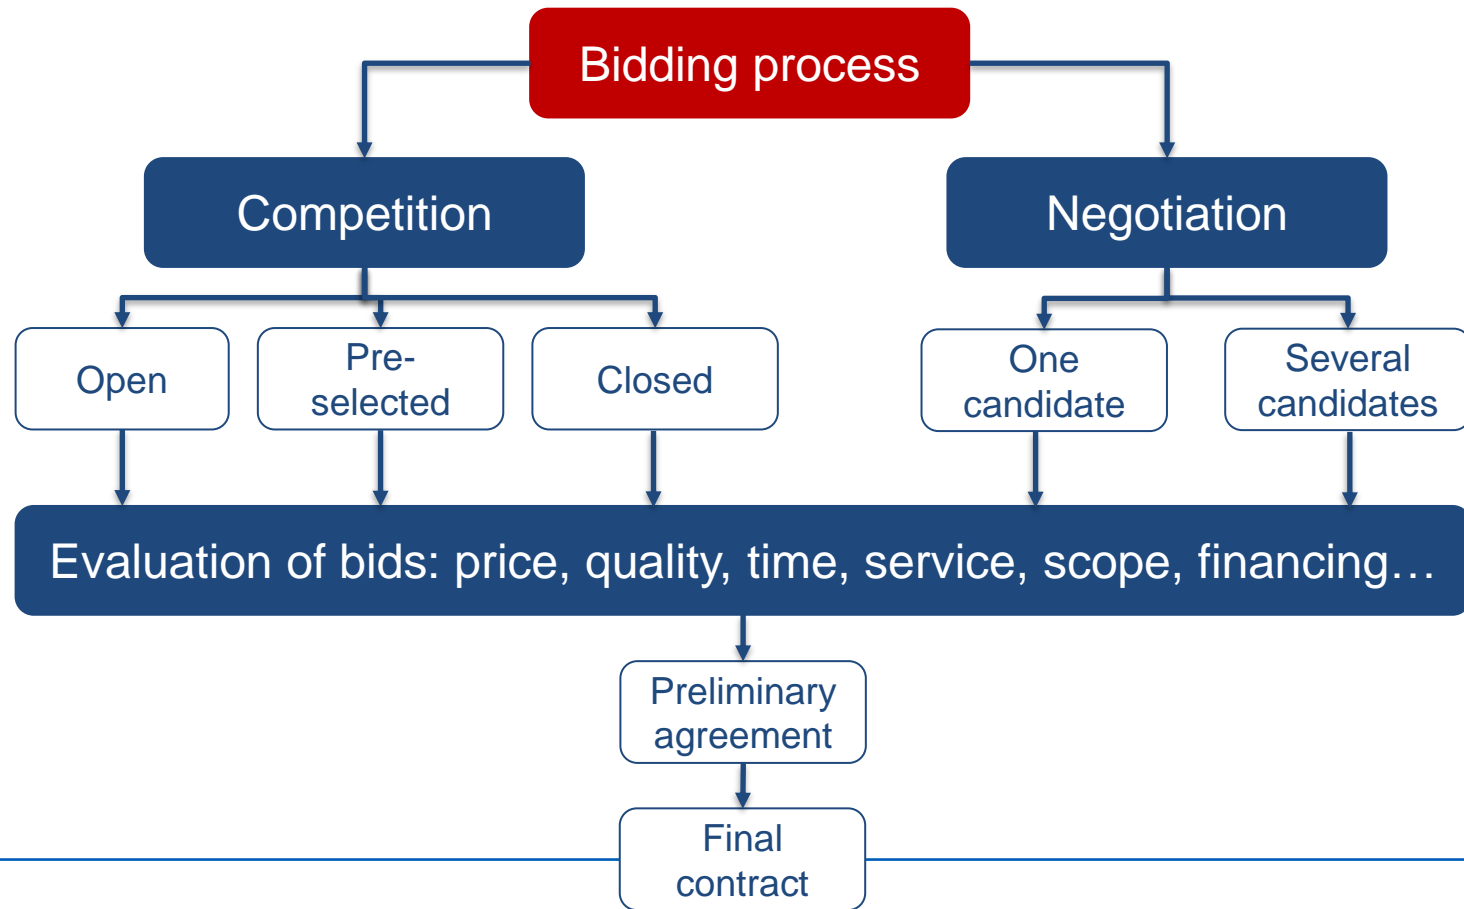 Bidding process
Competition
Negotiation
Open
Pre-
selected
Closed
One
candidate
Several
candidates
Evaluation of bids: price, quality, time, service, scope, financing…
Preliminary
agreement
Final
contract